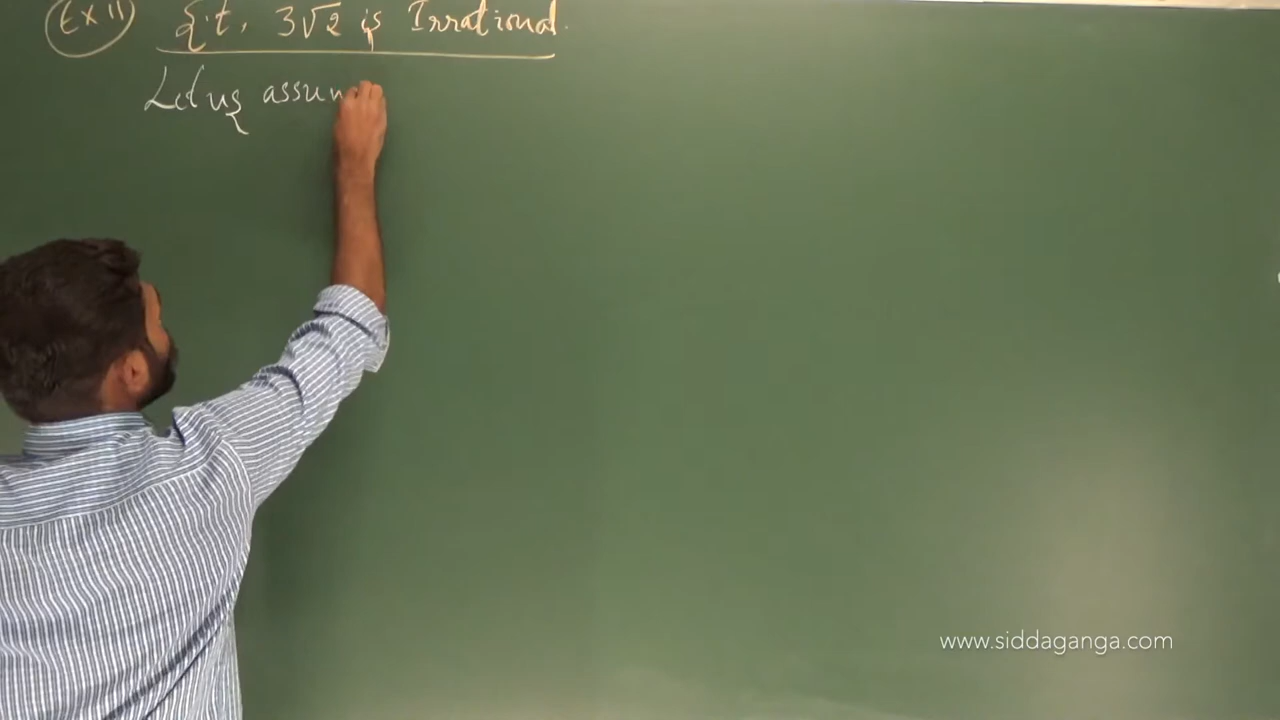 Ex 11 S.t. 3√2 is Irrational.
Let us assum
www.siddaganga.com